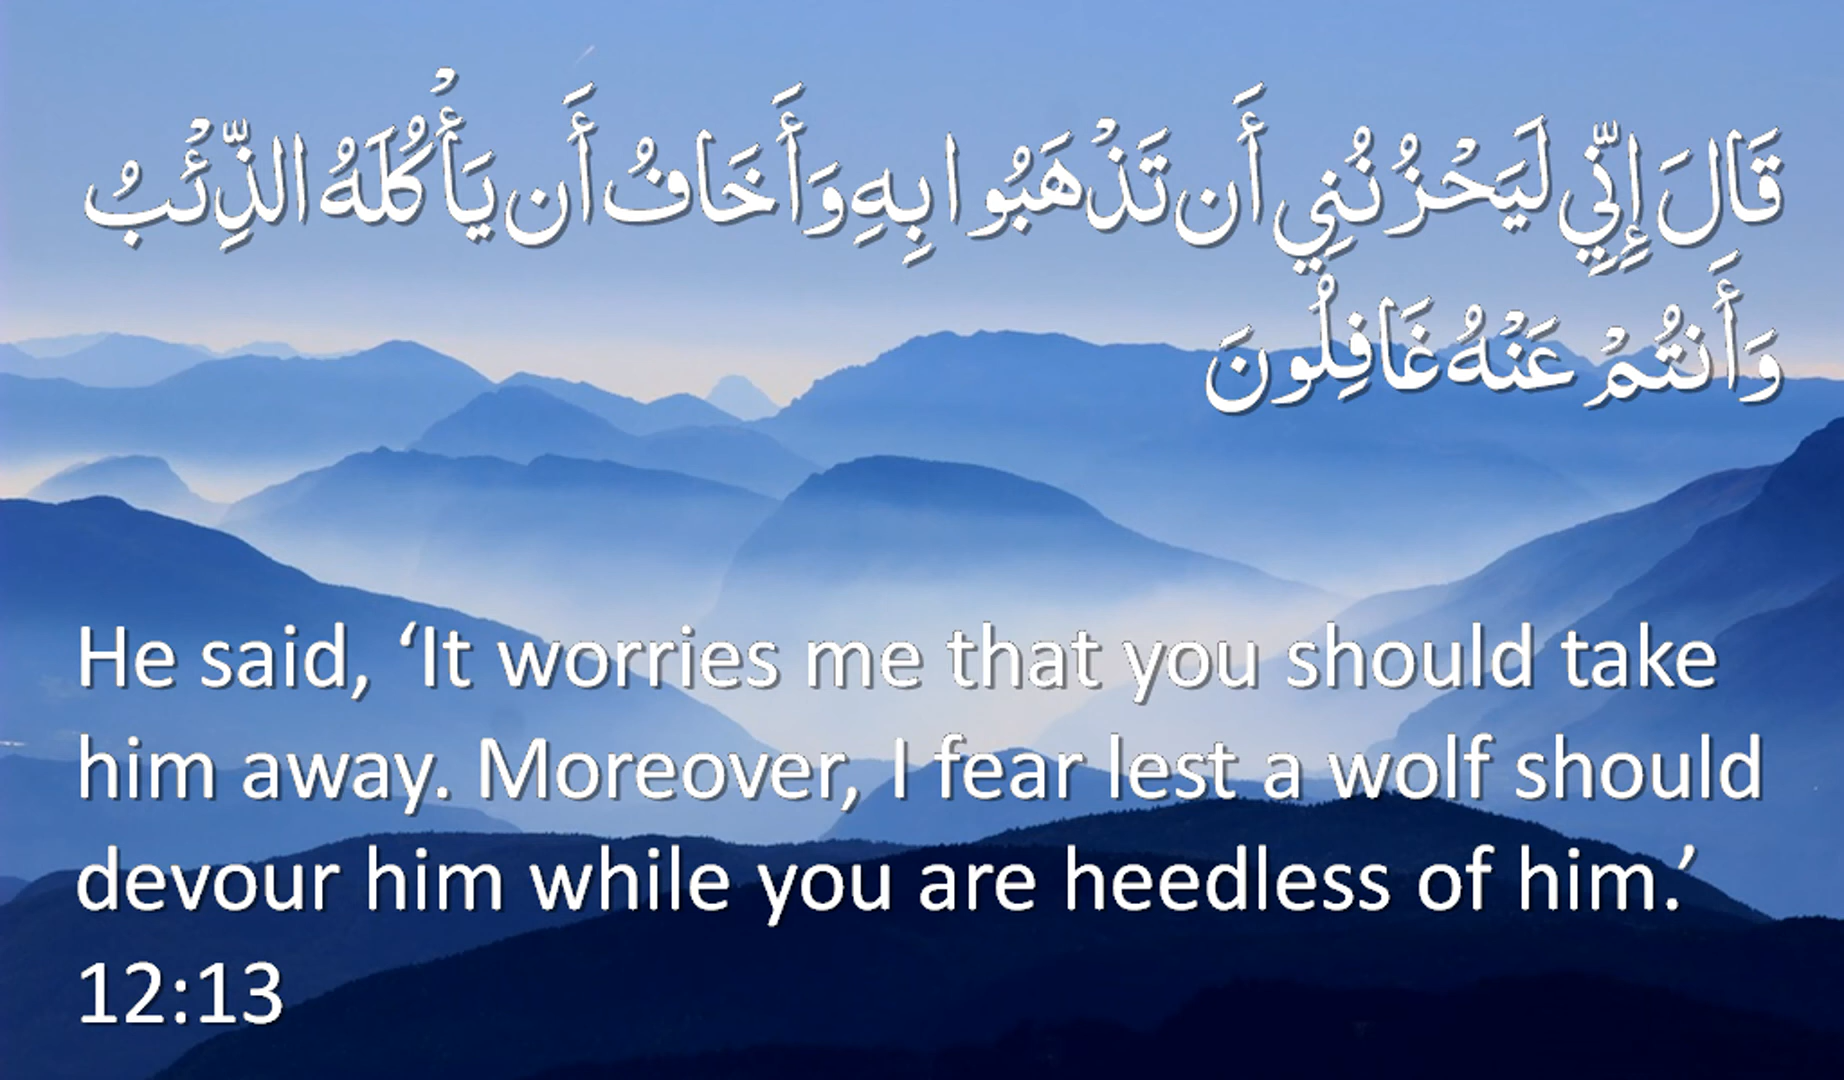 قَالَ إِنِّي لَيَحْزُنُنِي أَن تَذْهَبُوا بِهِ وَأَخَافُ أَن يَأْكُلَهُ الذِّئْبُ
وَأَنتُمْ عَنْهُ غَافِلُونَ
He said, ‘It worries me that you should take
him away. Moreover, I fear lest a wolf should
devour him while you are heedless of him.’
12:13